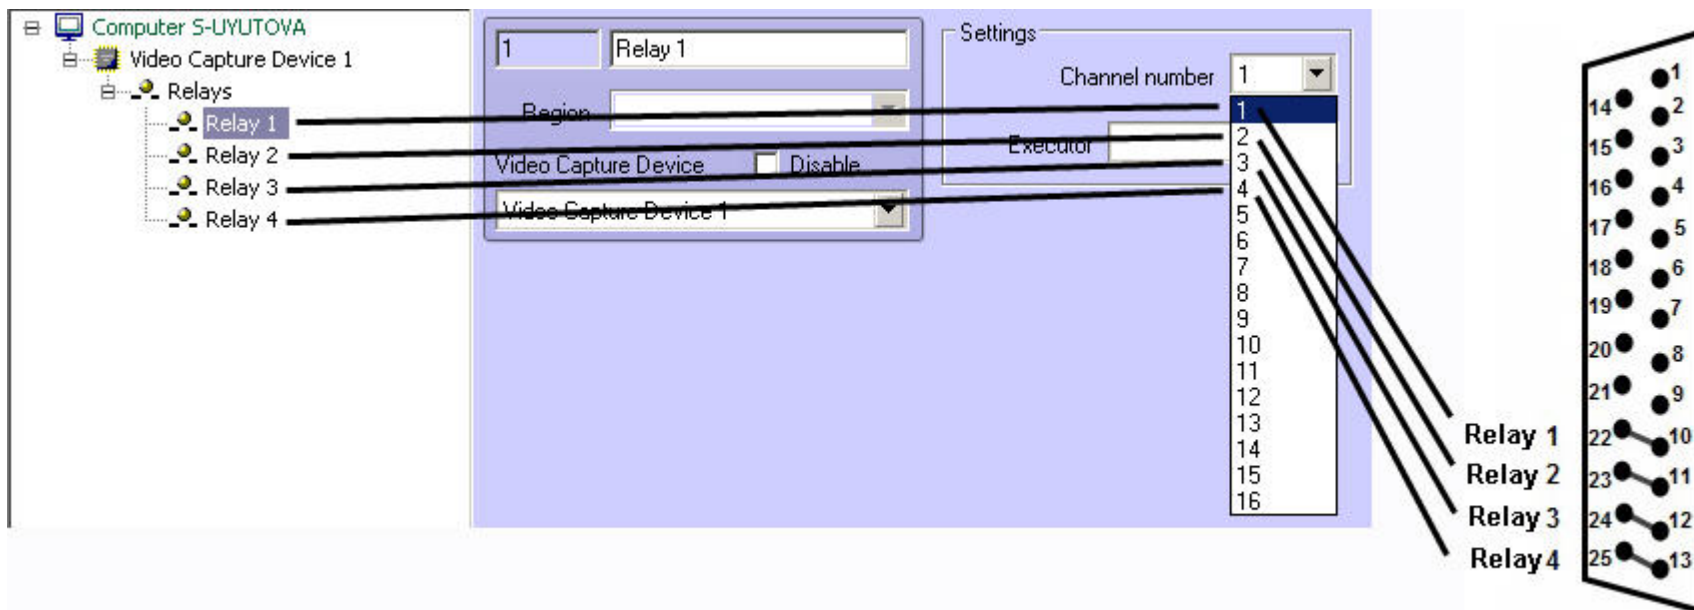 Computer S-UYUTOVA
Video Capture Device 1
Relays
Relay 1
Relay 2
Relay 3
Relay 4
1 Relay 1
Region
Video Capture Device Disable
Video Capture Device 1
Settings
Channel number 1
Executor
1
2
3
4
5
6
7
8
9
10
11
12
13
14
15
16
Relay 1
Relay 2
Relay 3
Relay 4
1
14
2
15
3
16
4
17
5
18
6
19
7
20
8
21
9
22
10
23
11
24
12
25
13